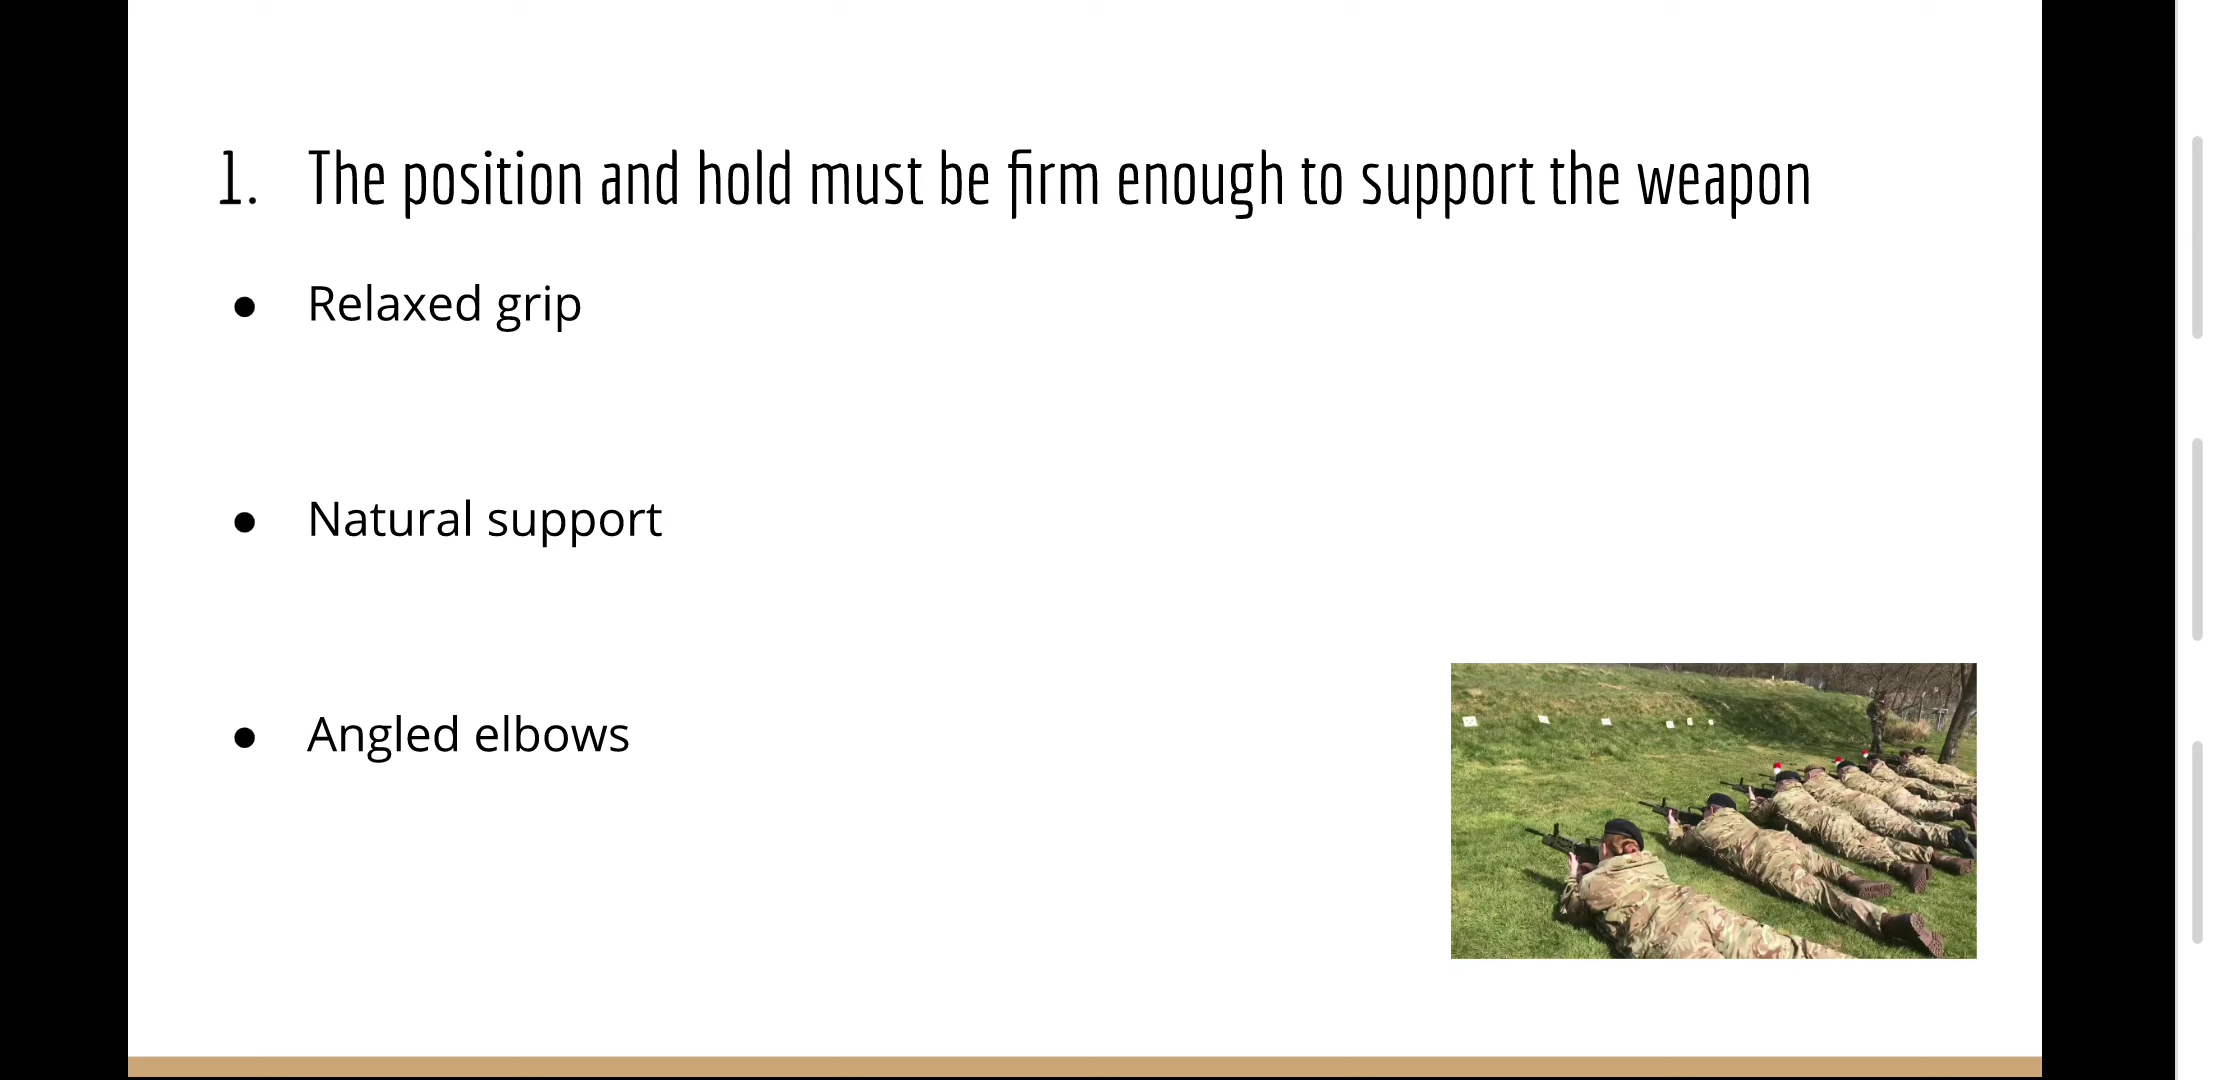 1. The position and hold must be firm enough to support the weapon
● Relaxed grip
● Natural support
● Angled elbows